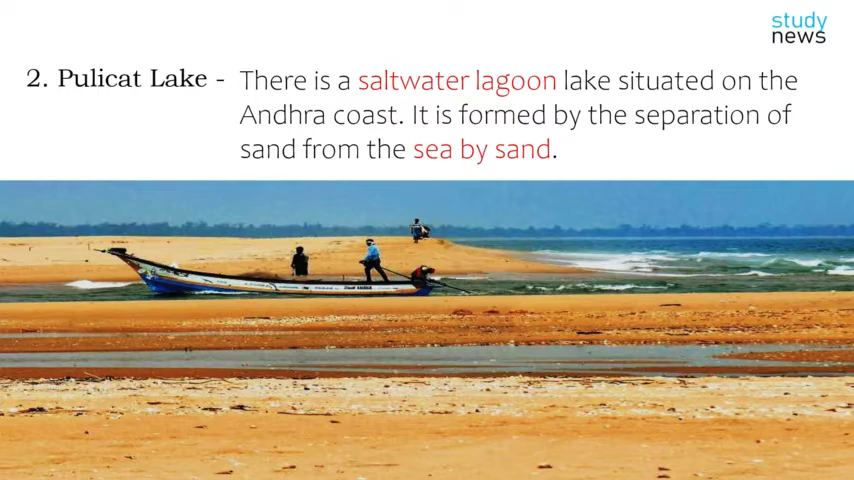 study
news
2. Pulicat Lake - There is a saltwater lagoon lake situated on the
Andhra coast. It is formed by the separation of
sand from the sea by sand.